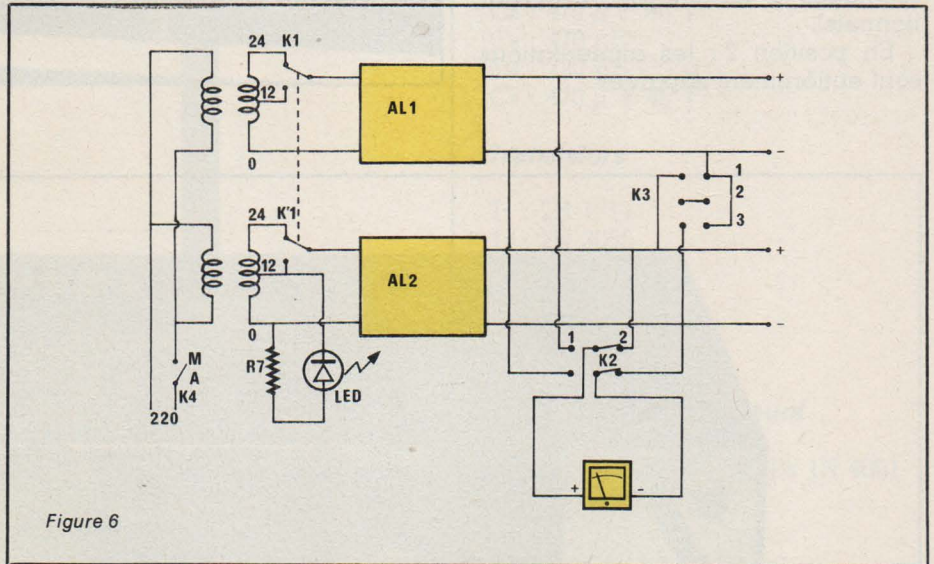 En position 2, les alimentations
sont entièrement
24
K1
12
0
AL1
+
-
1
K3
2
3
24
K'1
12
0
AL2
+
-
R7
LED
M
A
K4
220
1
2
K2
+
-
Figure 6